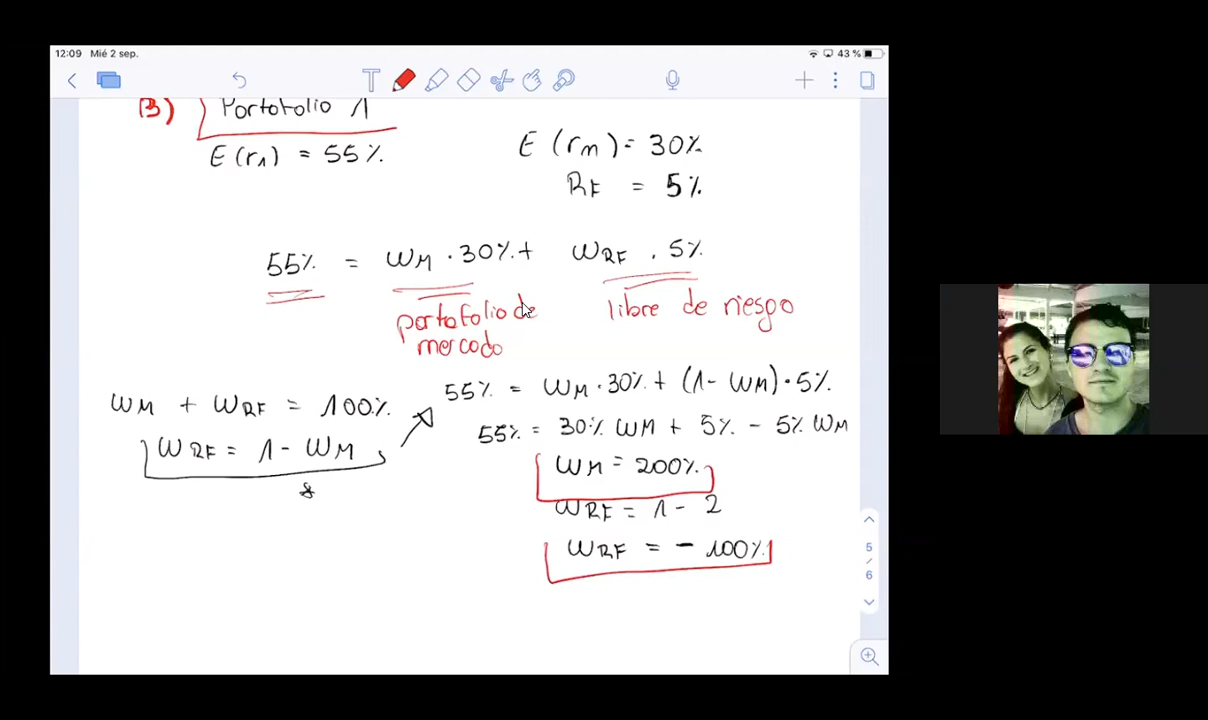 12:09 Mié 2 sep.
43 %
T
B) Portofolio 1
E (r1) = 55%.
E (rM) = 30%
RF = 5%
55% = WM · 30% + WRF · 5%
portofolio de
mercado
libre de riesgo
WM + WRF = 100%.
WRF = 1 - WM
*
55% = WM · 30% + (1 - WM) · 5%.
55% = 30% WM + 5% - 5% WM
WM = 200%.
WRF = 1 - 2
WRF = - 100%.
5
/
6